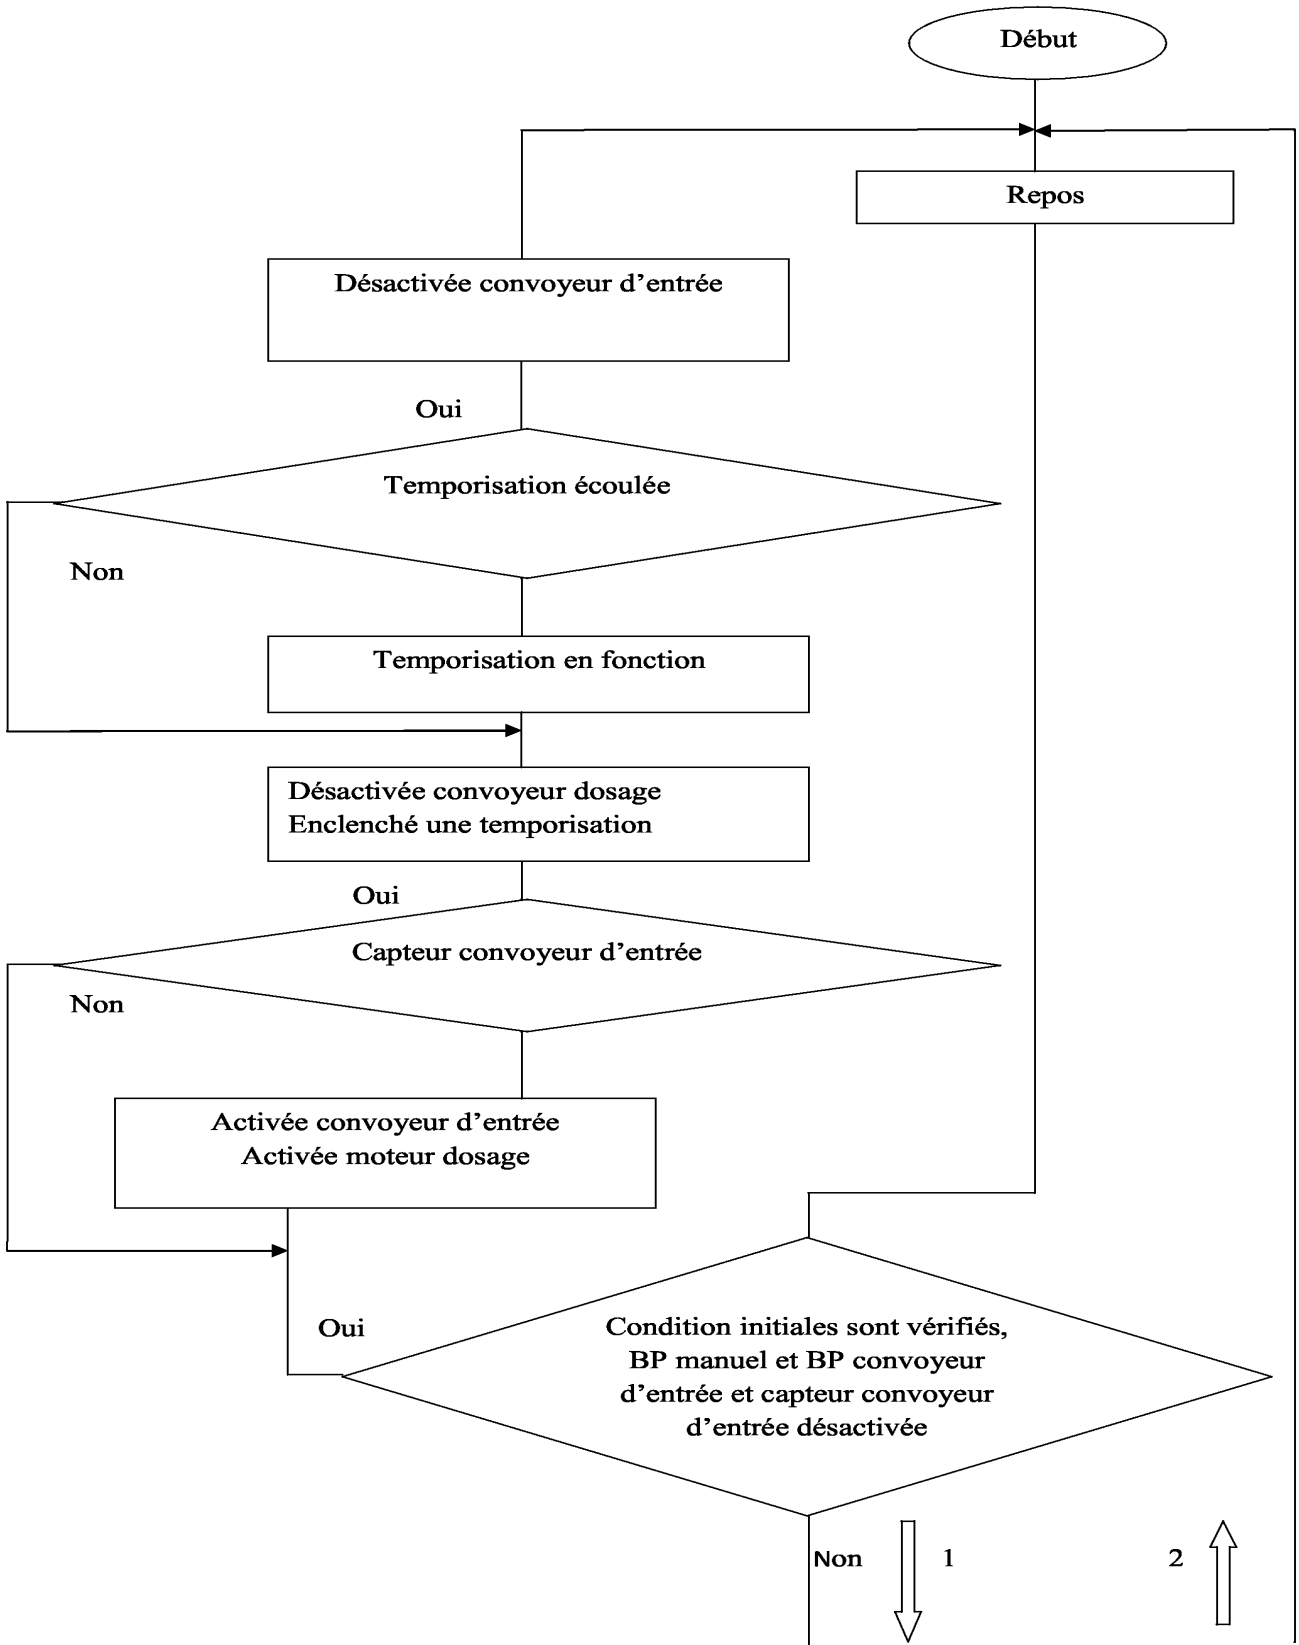 Début
Repos
Désactivée convoyeur d’entrée
Oui
Temporisation écoulée
Non
Temporisation en fonction
Désactivée convoyeur dosage
Enclenché une temporisation
Oui
Capteur convoyeur d’entrée
Non
Activée convoyeur d’entrée
Activée moteur dosage
Oui
Condition initiales sont vérifiés,
BP manuel et BP convoyeur
d’entrée et capteur convoyeur
d’entrée désactivée
Non
1
2